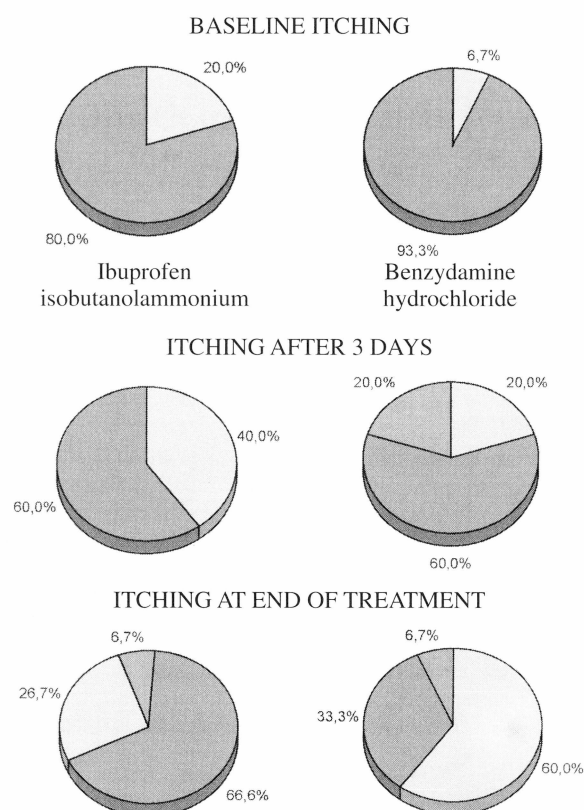 BASELINE ITCHING
20,0%
6,7%
80,0%
93,3%
Ibuprofen
isobutanolammonium
Benzydamine
hydrochloride
ITCHING AFTER 3 DAYS
20,0%
20,0%
40,0%
60,0%
60,0%
ITCHING AT END OF TREATMENT
6,7%
6,7%
26,7%
33,3%
66,6%
60,0%